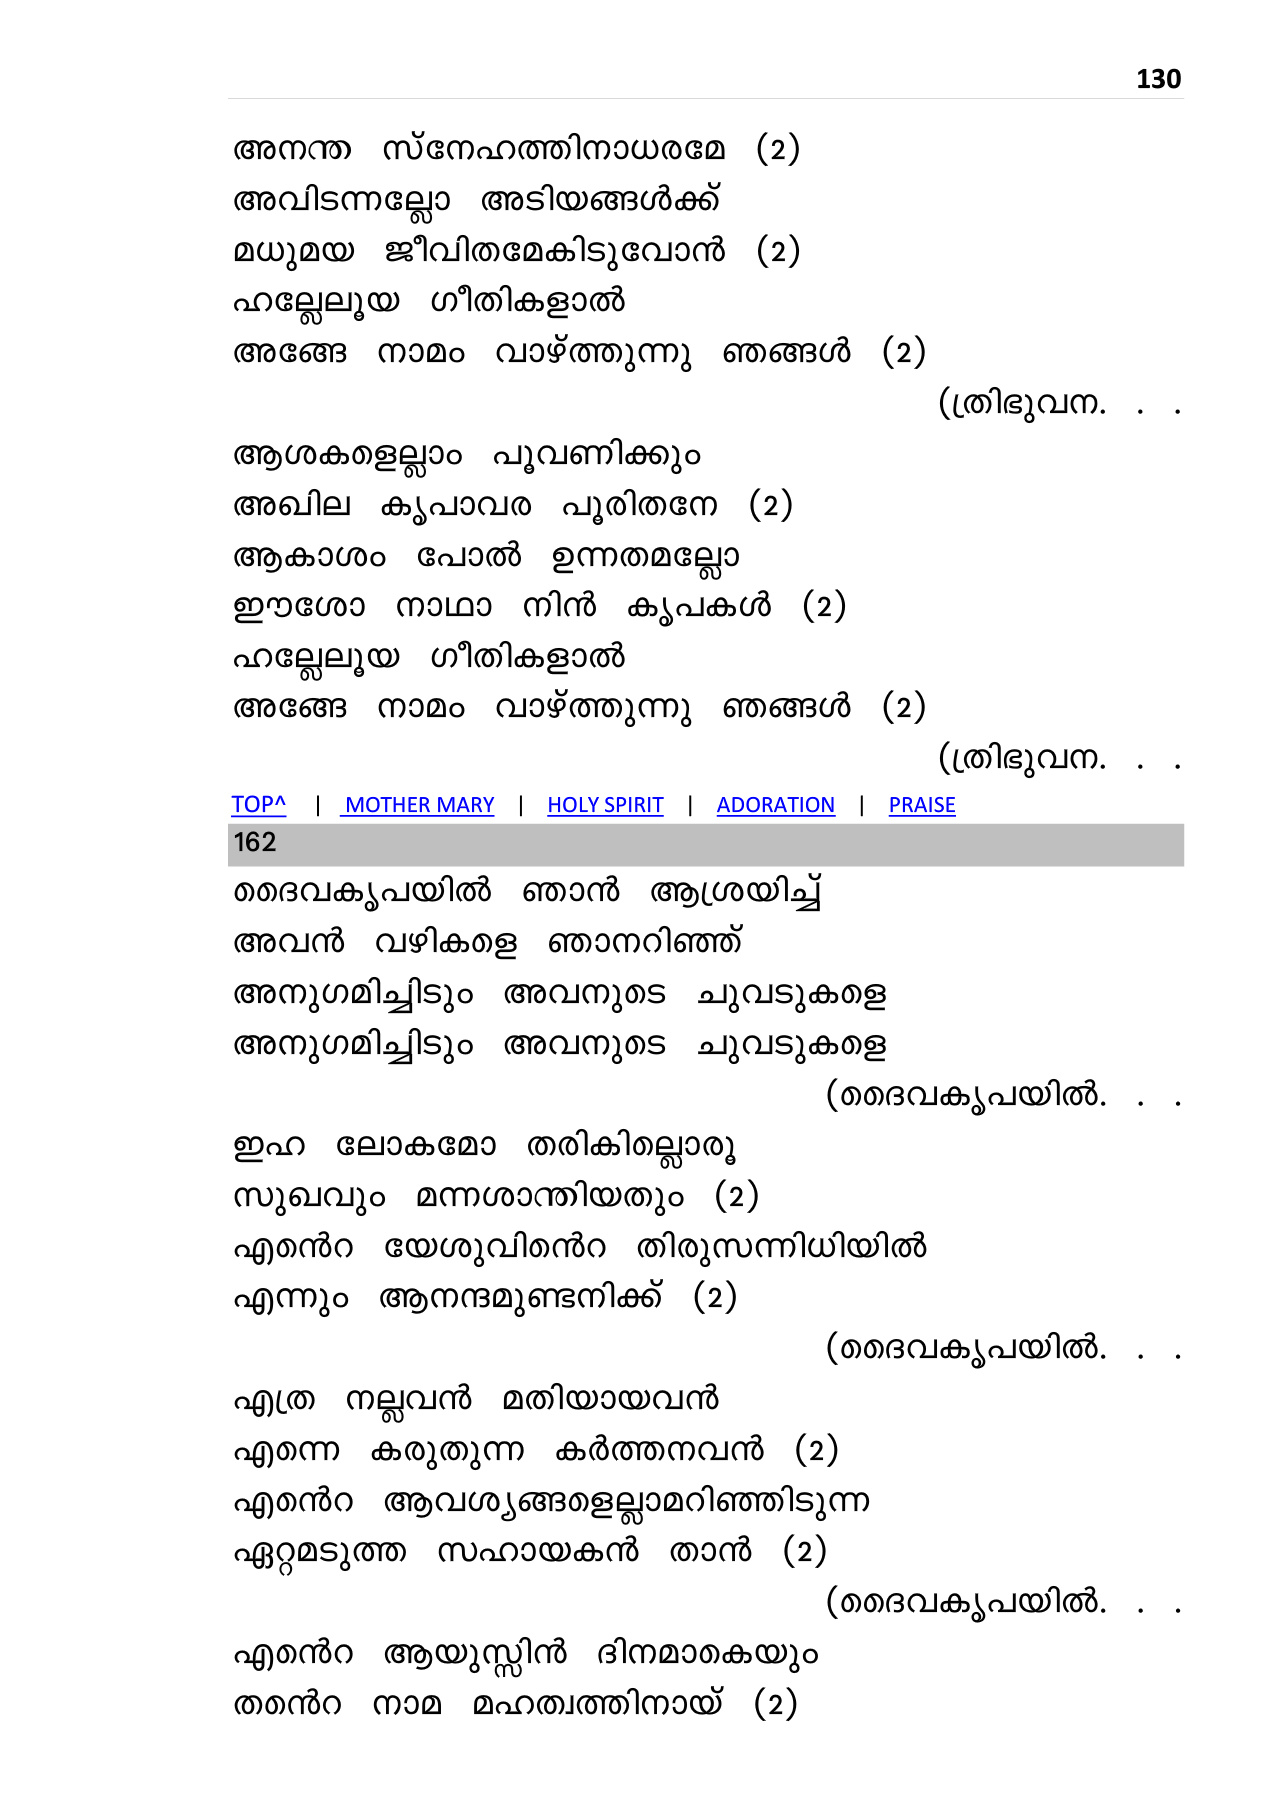 130
അനന്ത സ്നേഹത്തിനാധരമേ (2)
അവിടന്നല്ലോ അടിയങ്ങൾക്ക്
മധുമയ ജീവിതമേകിടുവോൻ (2)
ഹല്ലേലൂയ ഗീതികളാൽ
അങ്ങേ നാമം വാഴ്ത്തുന്നു ഞങ്ങൾ (2)
(ത്രിഭുവന. . .
ആശകളെല്ലാം പൂവണിക്കും
അഖില കൃപാവര പൂരിതനേ (2)
ആകാശം പോൽ ഉന്നതമല്ലോ
ഈശോ നാഥാ നിൻ കൃപകൾ (2)
ഹല്ലേലൂയ ഗീതികളാൽ
അങ്ങേ നാമം വാഴ്ത്തുന്നു ഞങ്ങൾ (2)
(ത്രിഭുവന. . .
TOP^ | MOTHER MARY | HOLY SPIRIT | ADORATION | PRAISE
162
ദൈവകൃപയിൽ ഞാൻ ആശ്രയിച്ച്
അവൻ വഴികളെ ഞാനറിഞ്ഞ്
അനുഗമിച്ചിടും അവനുടെ ചുവടുകളെ
അനുഗമിച്ചിടും അവനുടെ ചുവടുകളെ
(ദൈവകൃപയിൽ. . .
ഇഹ ലോകമോ തരികില്ലൊരൂ
സുഖവും മന്നശാന്തിയതും (2)
എൻെറ യേശുവിൻെറ തിരുസന്നിധിയിൽ
എന്നും ആനന്ദമുണ്ടനിക്ക് (2)
(ദൈവകൃപയിൽ. . .
എത്ര നല്ലവൻ മതിയായവൻ
എന്നെ കരുതുന്ന കർത്തനവൻ (2)
എൻെറ ആവശ്യങ്ങളെല്ലാമറിഞ്ഞിടുന്ന
ഏറ്റമടുത്ത സഹായകൻ താൻ (2)
(ദൈവകൃപയിൽ. . .
എൻെറ ആയുസ്സിൻ ദിനമാകെയും
തൻെറ നാമ മഹത്വത്തിനായ് (2)